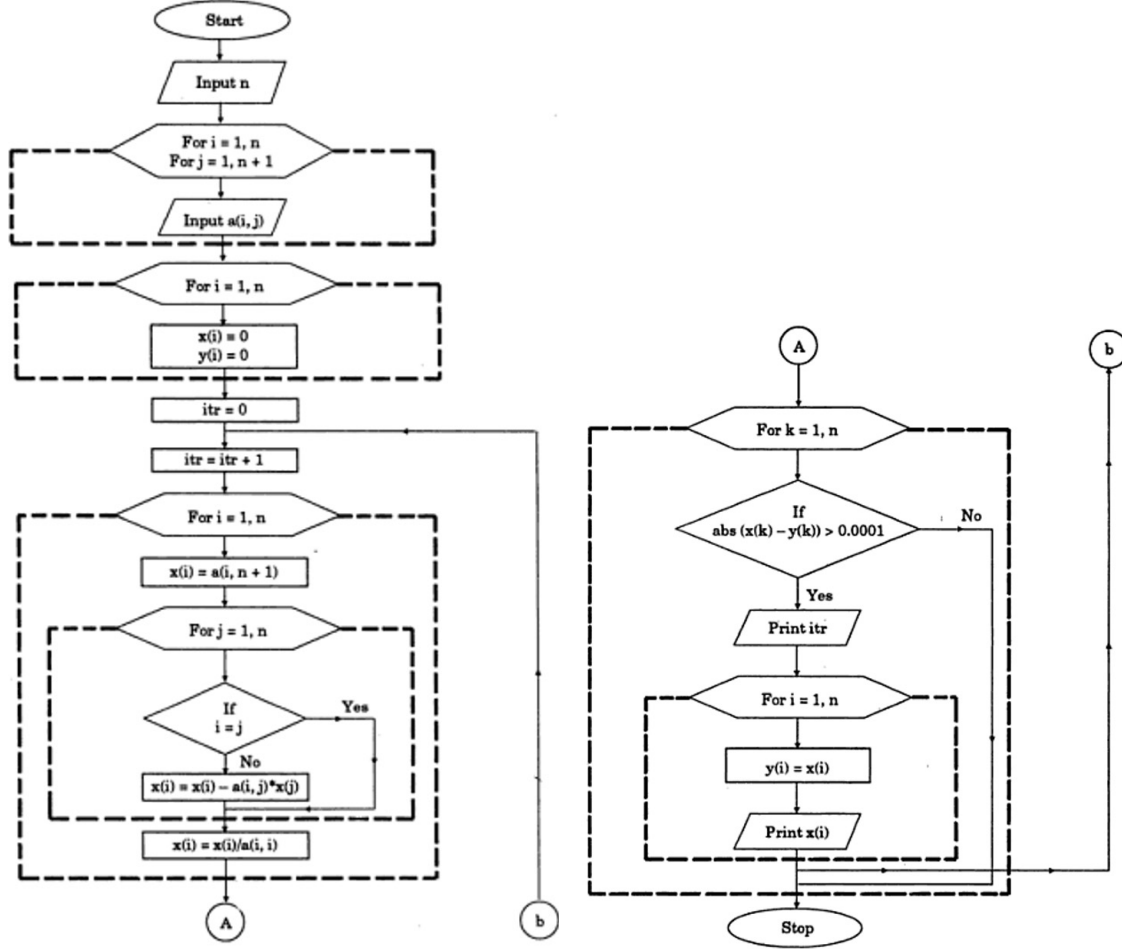 Start
Input n
For i = 1, n
For j = 1, n + 1
Input a(i, j)
For i = 1, n
x(i) = 0
y(i) = 0
itr = 0
itr = itr + 1
For i = 1, n
x(i) = a(i, n + 1)
For j = 1, n
If
i = j
Yes
No
x(i) = x(i) – a(i, j)*x(j)
x(i) = x(i)/a(i, i)
A
b
A
b
For k = 1, n
If
abs (x(k) – y(k)) > 0.0001
No
Yes
Print itr
For i = 1, n
y(i) = x(i)
Print x(i)
Stop